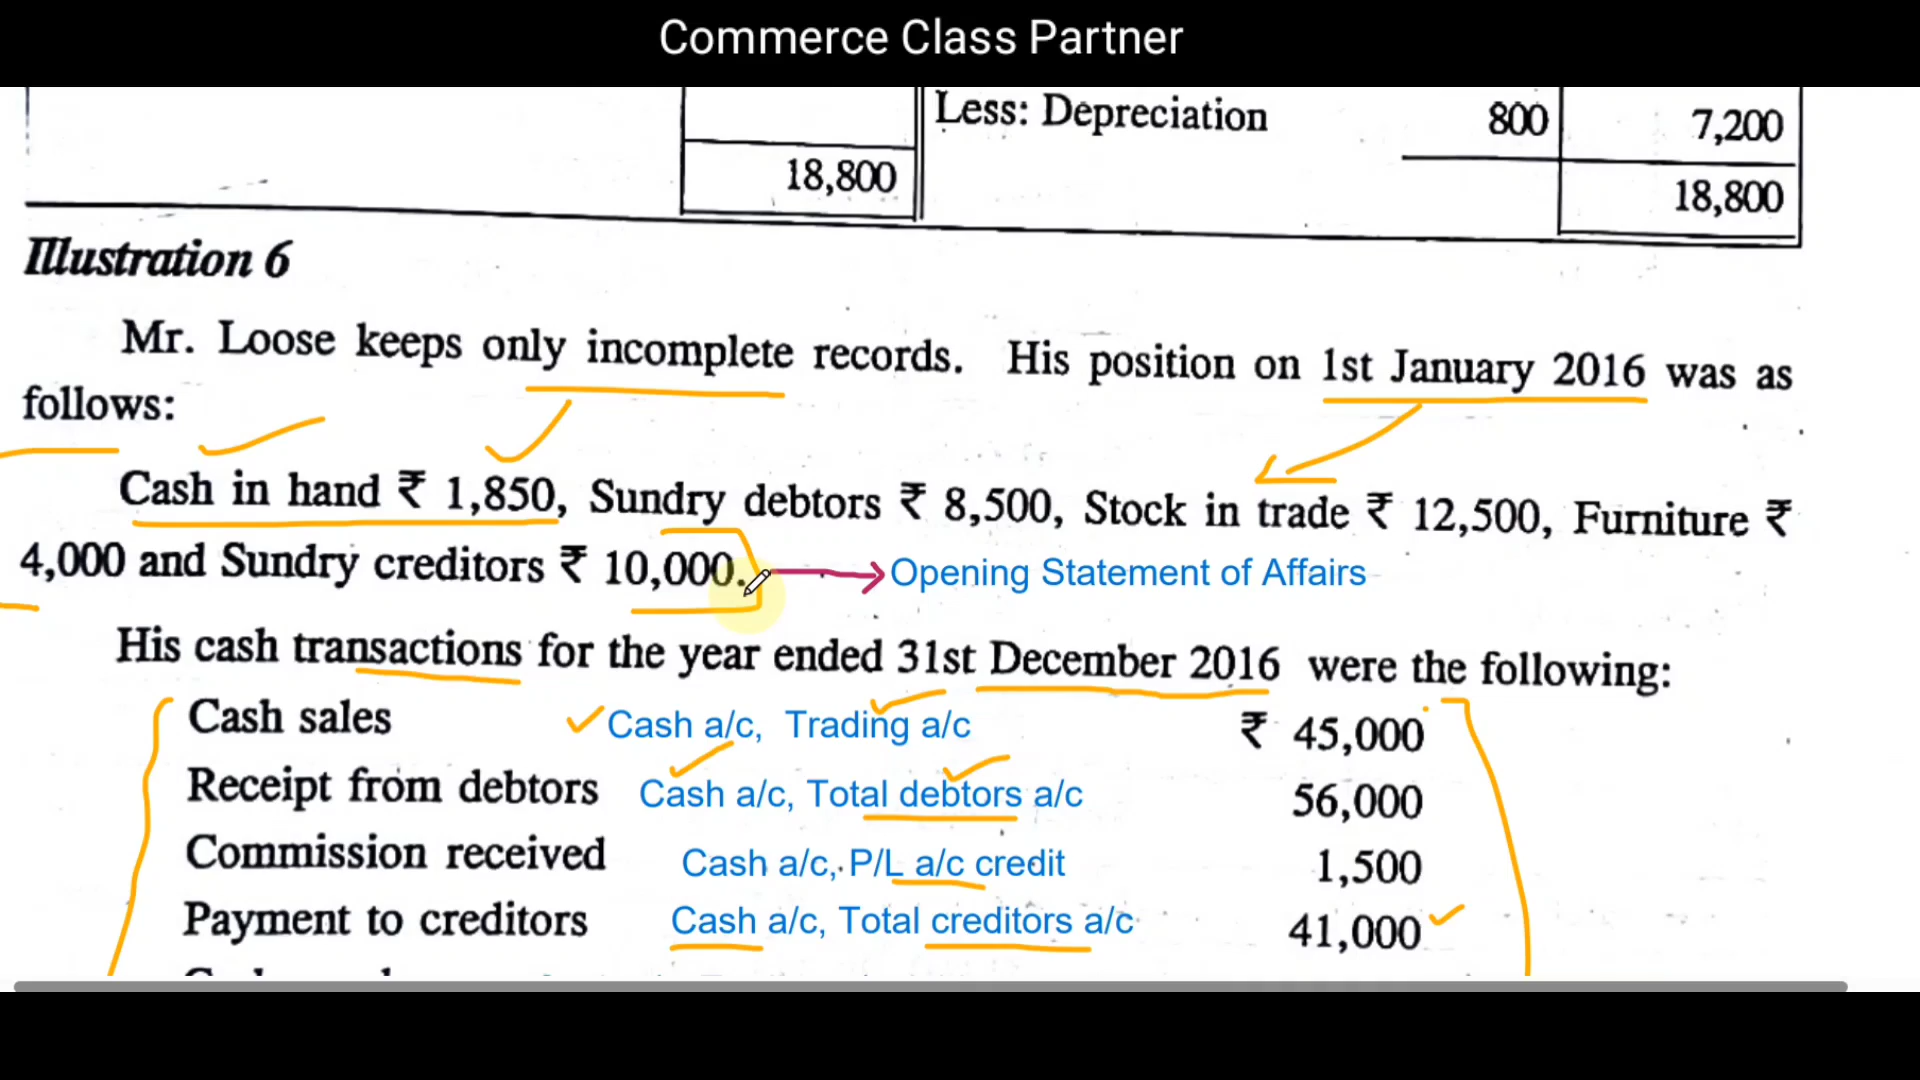 Commerce Class Partner
Less: Depreciation 800 7,200
18,800 18,800
Illustration 6
Mr. Loose keeps only incomplete records. His position on 1st January 2016 was as
follows:
Cash in hand ₹ 1,850, Sundry debtors ₹ 8,500, Stock in trade ₹ 12,500, Furniture ₹
4,000 and Sundry creditors ₹ 10,000. Opening Statement of Affairs
His cash transactions for the year ended 31st December 2016 were the following:
Cash sales Cash a/c, Trading a/c ₹ 45,000
Receipt from debtors Cash a/c, Total debtors a/c 56,000
Commission received Cash a/c, P/L a/c credit 1,500
Payment to creditors Cash a/c, Total creditors a/c 41,000